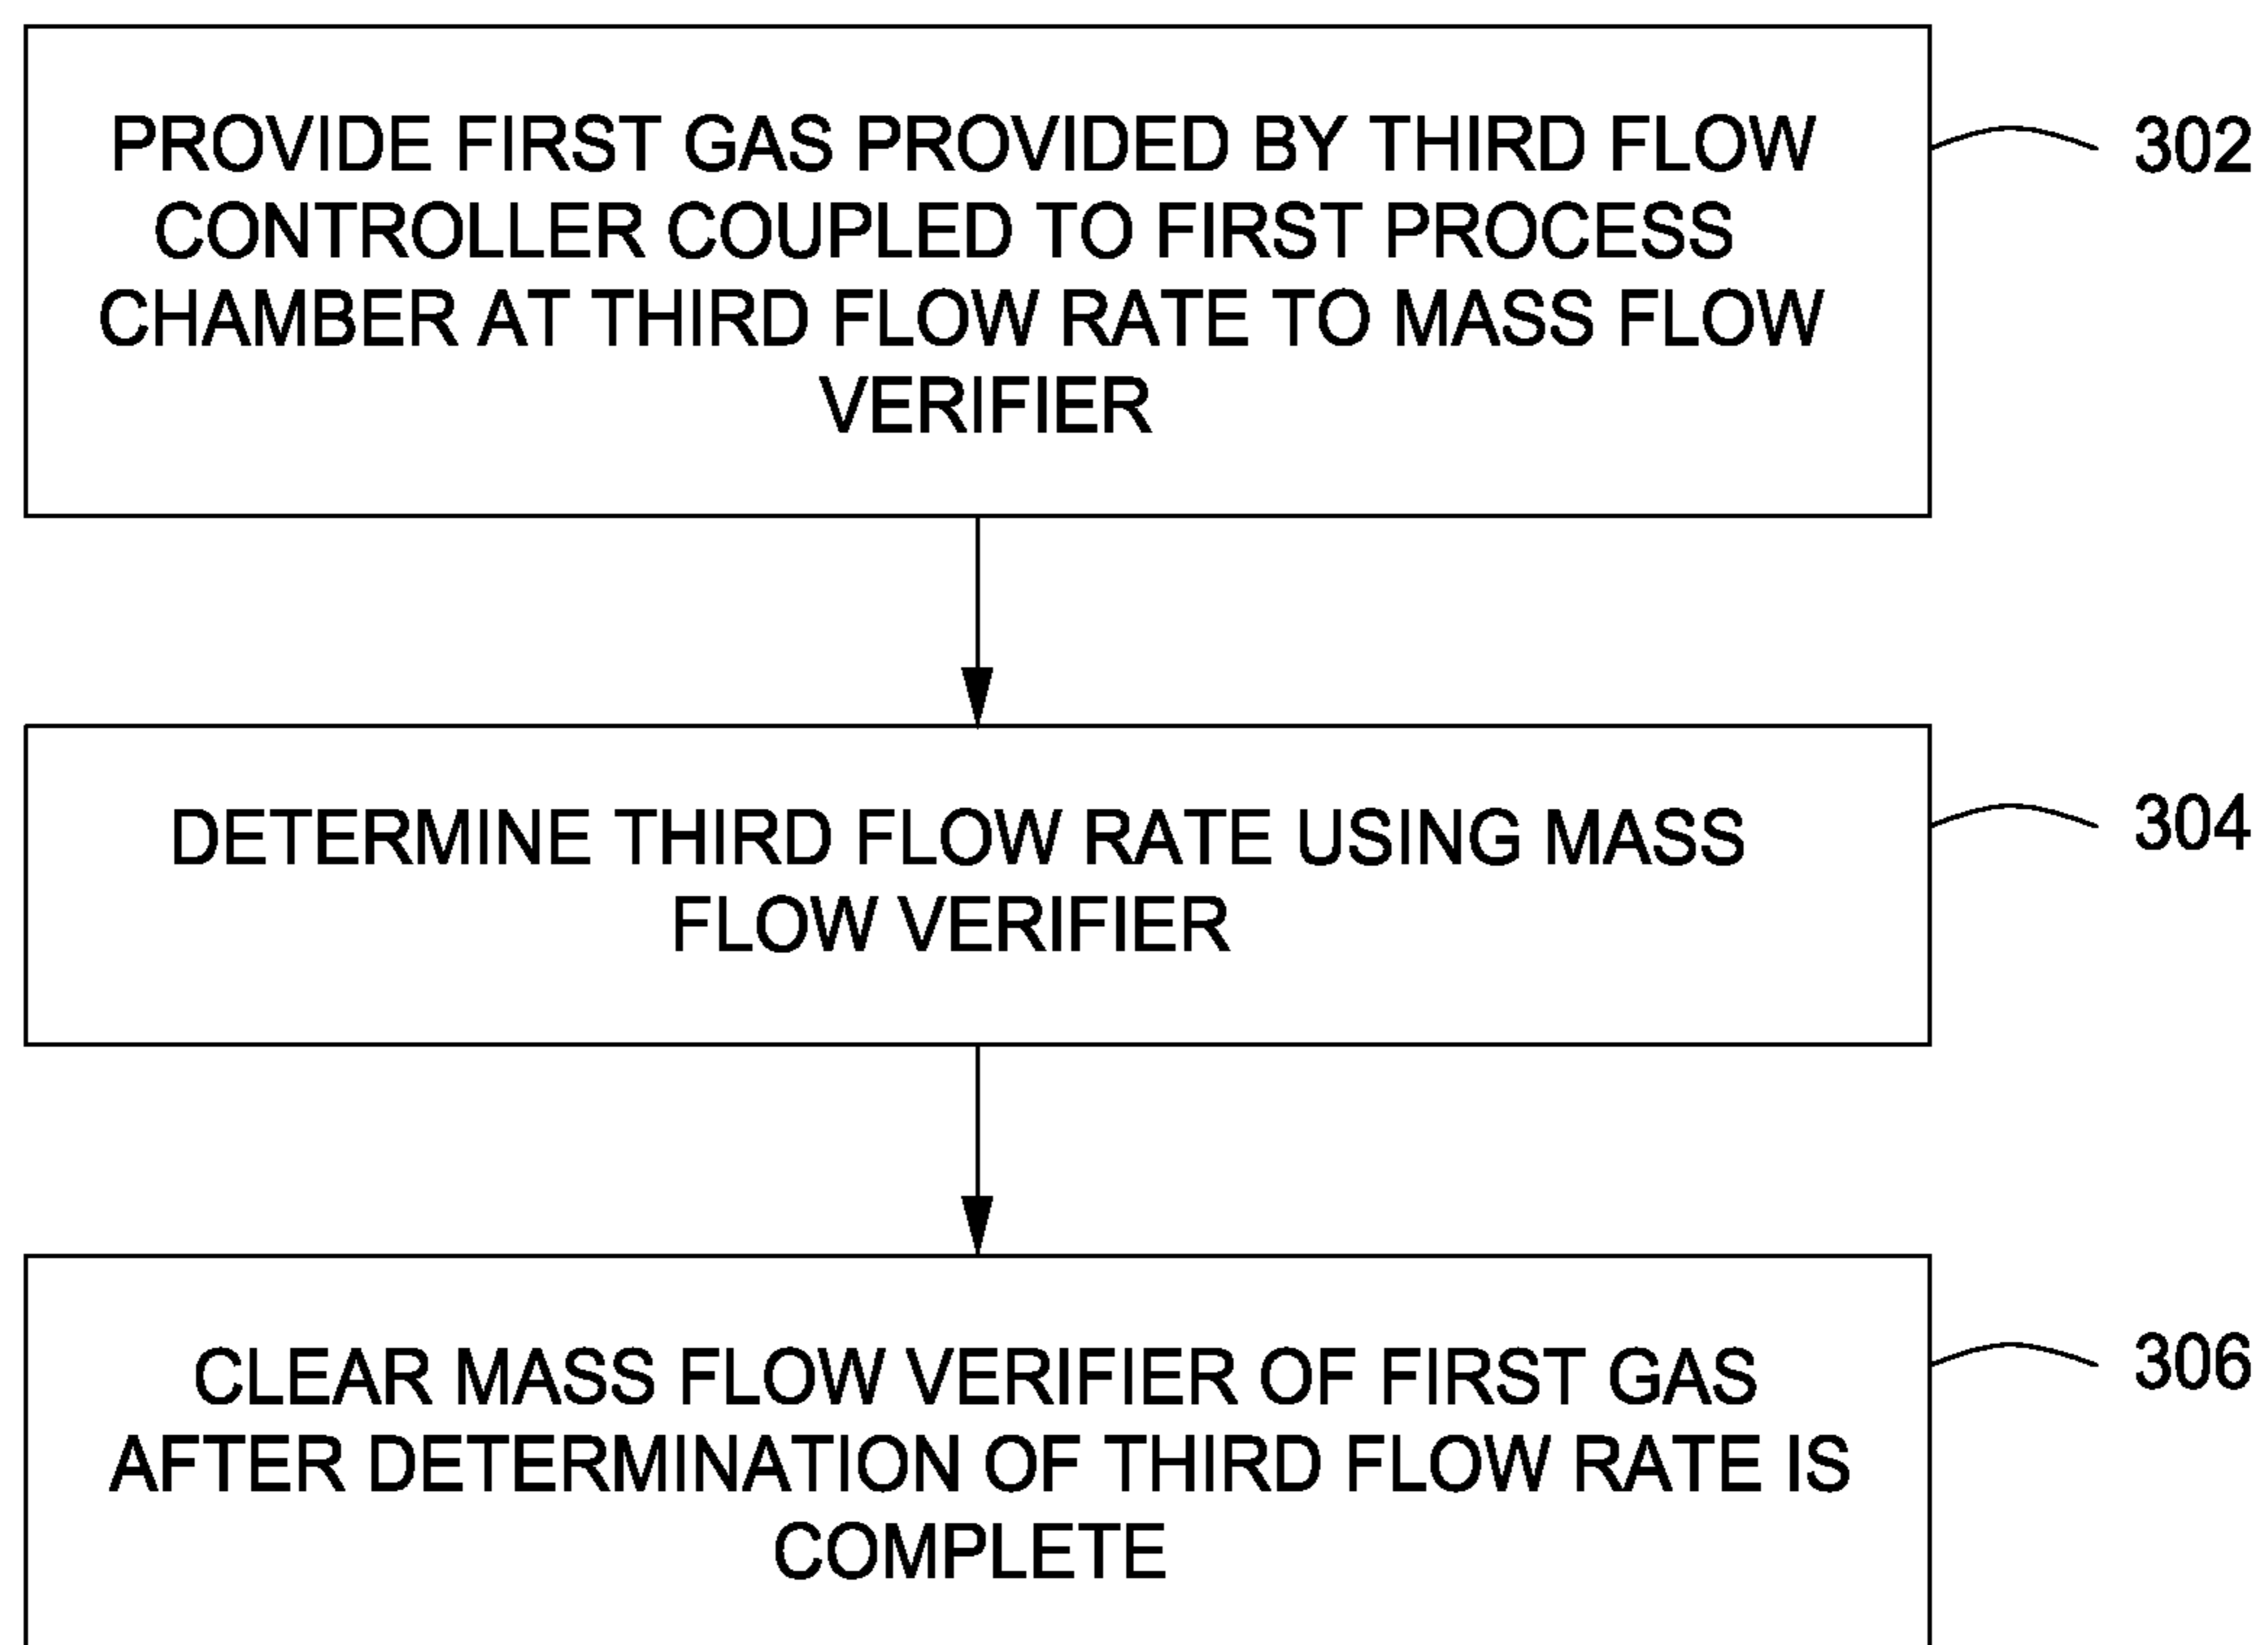 PROVIDE FIRST GAS PROVIDED BY THIRD FLOW
CONTROLLER COUPLED TO FIRST PROCESS
CHAMBER AT THIRD FLOW RATE TO MASS FLOW
VERIFIER
302
DETERMINE THIRD FLOW RATE USING MASS
FLOW VERIFIER
304
CLEAR MASS FLOW VERIFIER OF FIRST GAS
AFTER DETERMINATION OF THIRD FLOW RATE IS
COMPLETE
306